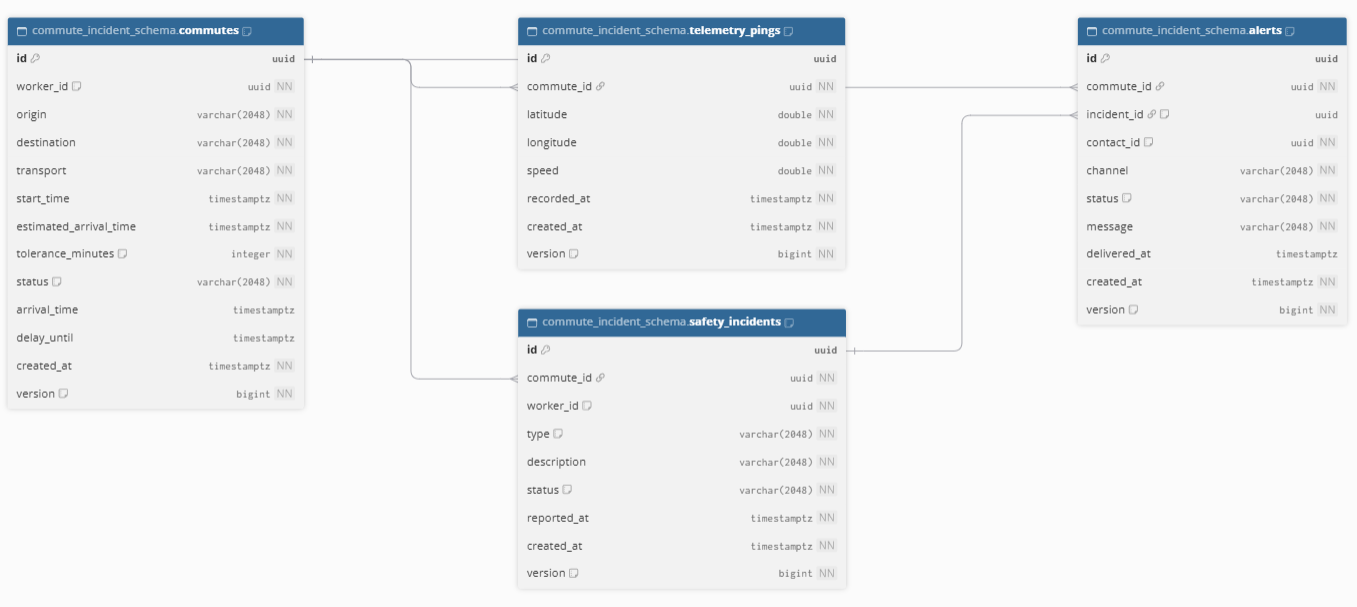 commute_incident_schema.commutes
id uuid
worker_id uuid NN
origin varchar(2048) NN
destination varchar(2048) NN
transport varchar(2048) NN
start_time timestamptz NN
estimated_arrival_time timestamptz NN
tolerance_minutes integer NN
status varchar(2048) NN
arrival_time timestamptz
delay_until timestamptz
created_at timestamptz NN
version bigint NN
commute_incident_schema.telemetry_pings
id uuid
commute_id uuid NN
latitude double NN
longitude double NN
speed double NN
recorded_at timestamptz NN
created_at timestamptz NN
version bigint NN
commute_incident_schema.safety_incidents
id uuid
commute_id uuid NN
worker_id uuid NN
type varchar(2048) NN
description varchar(2048) NN
status varchar(2048) NN
reported_at timestamptz NN
created_at timestamptz NN
version bigint NN
commute_incident_schema.alerts
id uuid
commute_id uuid NN
incident_id uuid
contact_id uuid NN
channel varchar(2048) NN
status varchar(2048) NN
message varchar(2048) NN
delivered_at timestamptz
created_at timestamptz NN
version bigint NN